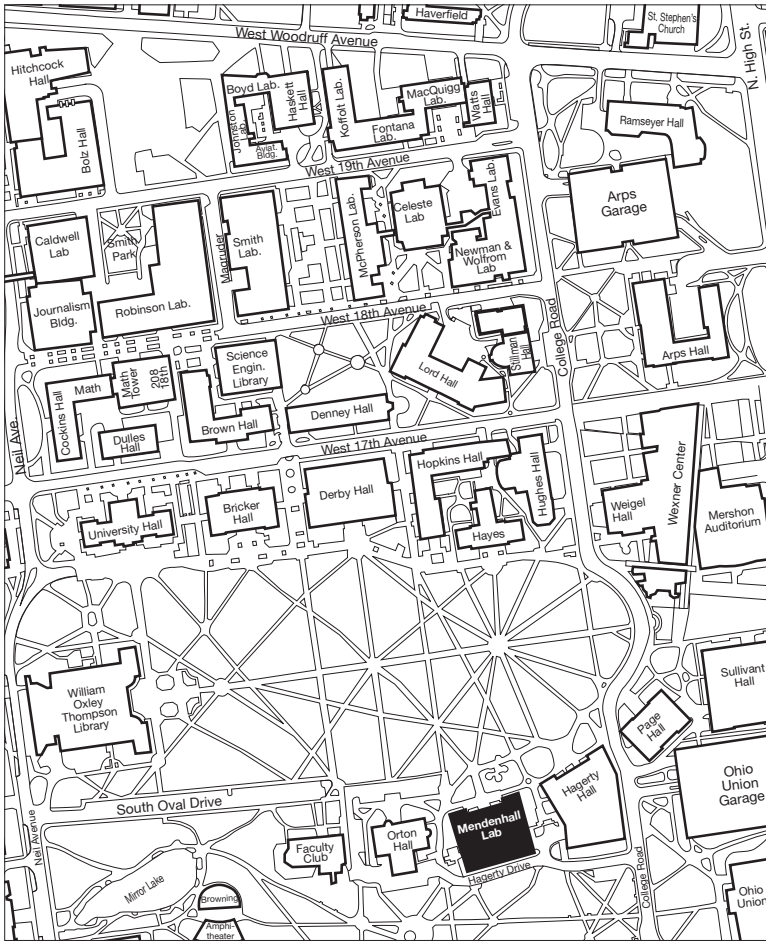 Haverfield
St. Stephen's
Church
West Woodruff Avenue
N. High St.
Hitchcock
Hall
Bolz Hall
Boyd Lab.
Haskett
Hall
Johnston
Lab.
Aviat.
Bldg.
Koffolt Lab.
MacQuigg
Lab.
Watts
Hall
Fontana
Lab.
Ramseyer Hall
West 19th Avenue
Caldwell
Lab
Smith
Park
Robinson Lab.
Magruder
Smith
Lab.
McPherson Lab.
Celeste
Lab
Evans Lab.
Newman &
Wolfrom
Lab
Arps
Garage
Journalism
Bldg.
West 18th Avenue
College Road
Arps Hall
Cockins Hall
Math
Math
Tower
208
18th
Dulles
Hall
Science
Engin.
Library
Brown Hall
Denney Hall
Lord Hall
Stillman
Hall
Neil Ave
West 17th Avenue
University Hall
Bricker
Hall
Derby Hall
Hopkins Hall
Hayes
Hughes Hall
Weigel
Hall
Wexner Center
Mershon
Auditorium
William
Oxley
Thompson
Library
Sullivant
Hall
Page
Hall
Ohio
Union
Garage
South Oval Drive
Neil Avenue
Faculty
Club
Orton
Hall
Mendenhall
Lab
Hagerty
Hall
Hagerty Drive
College Road
Mirror Lake
Browning
Amphi-
theater
Ohio
Union